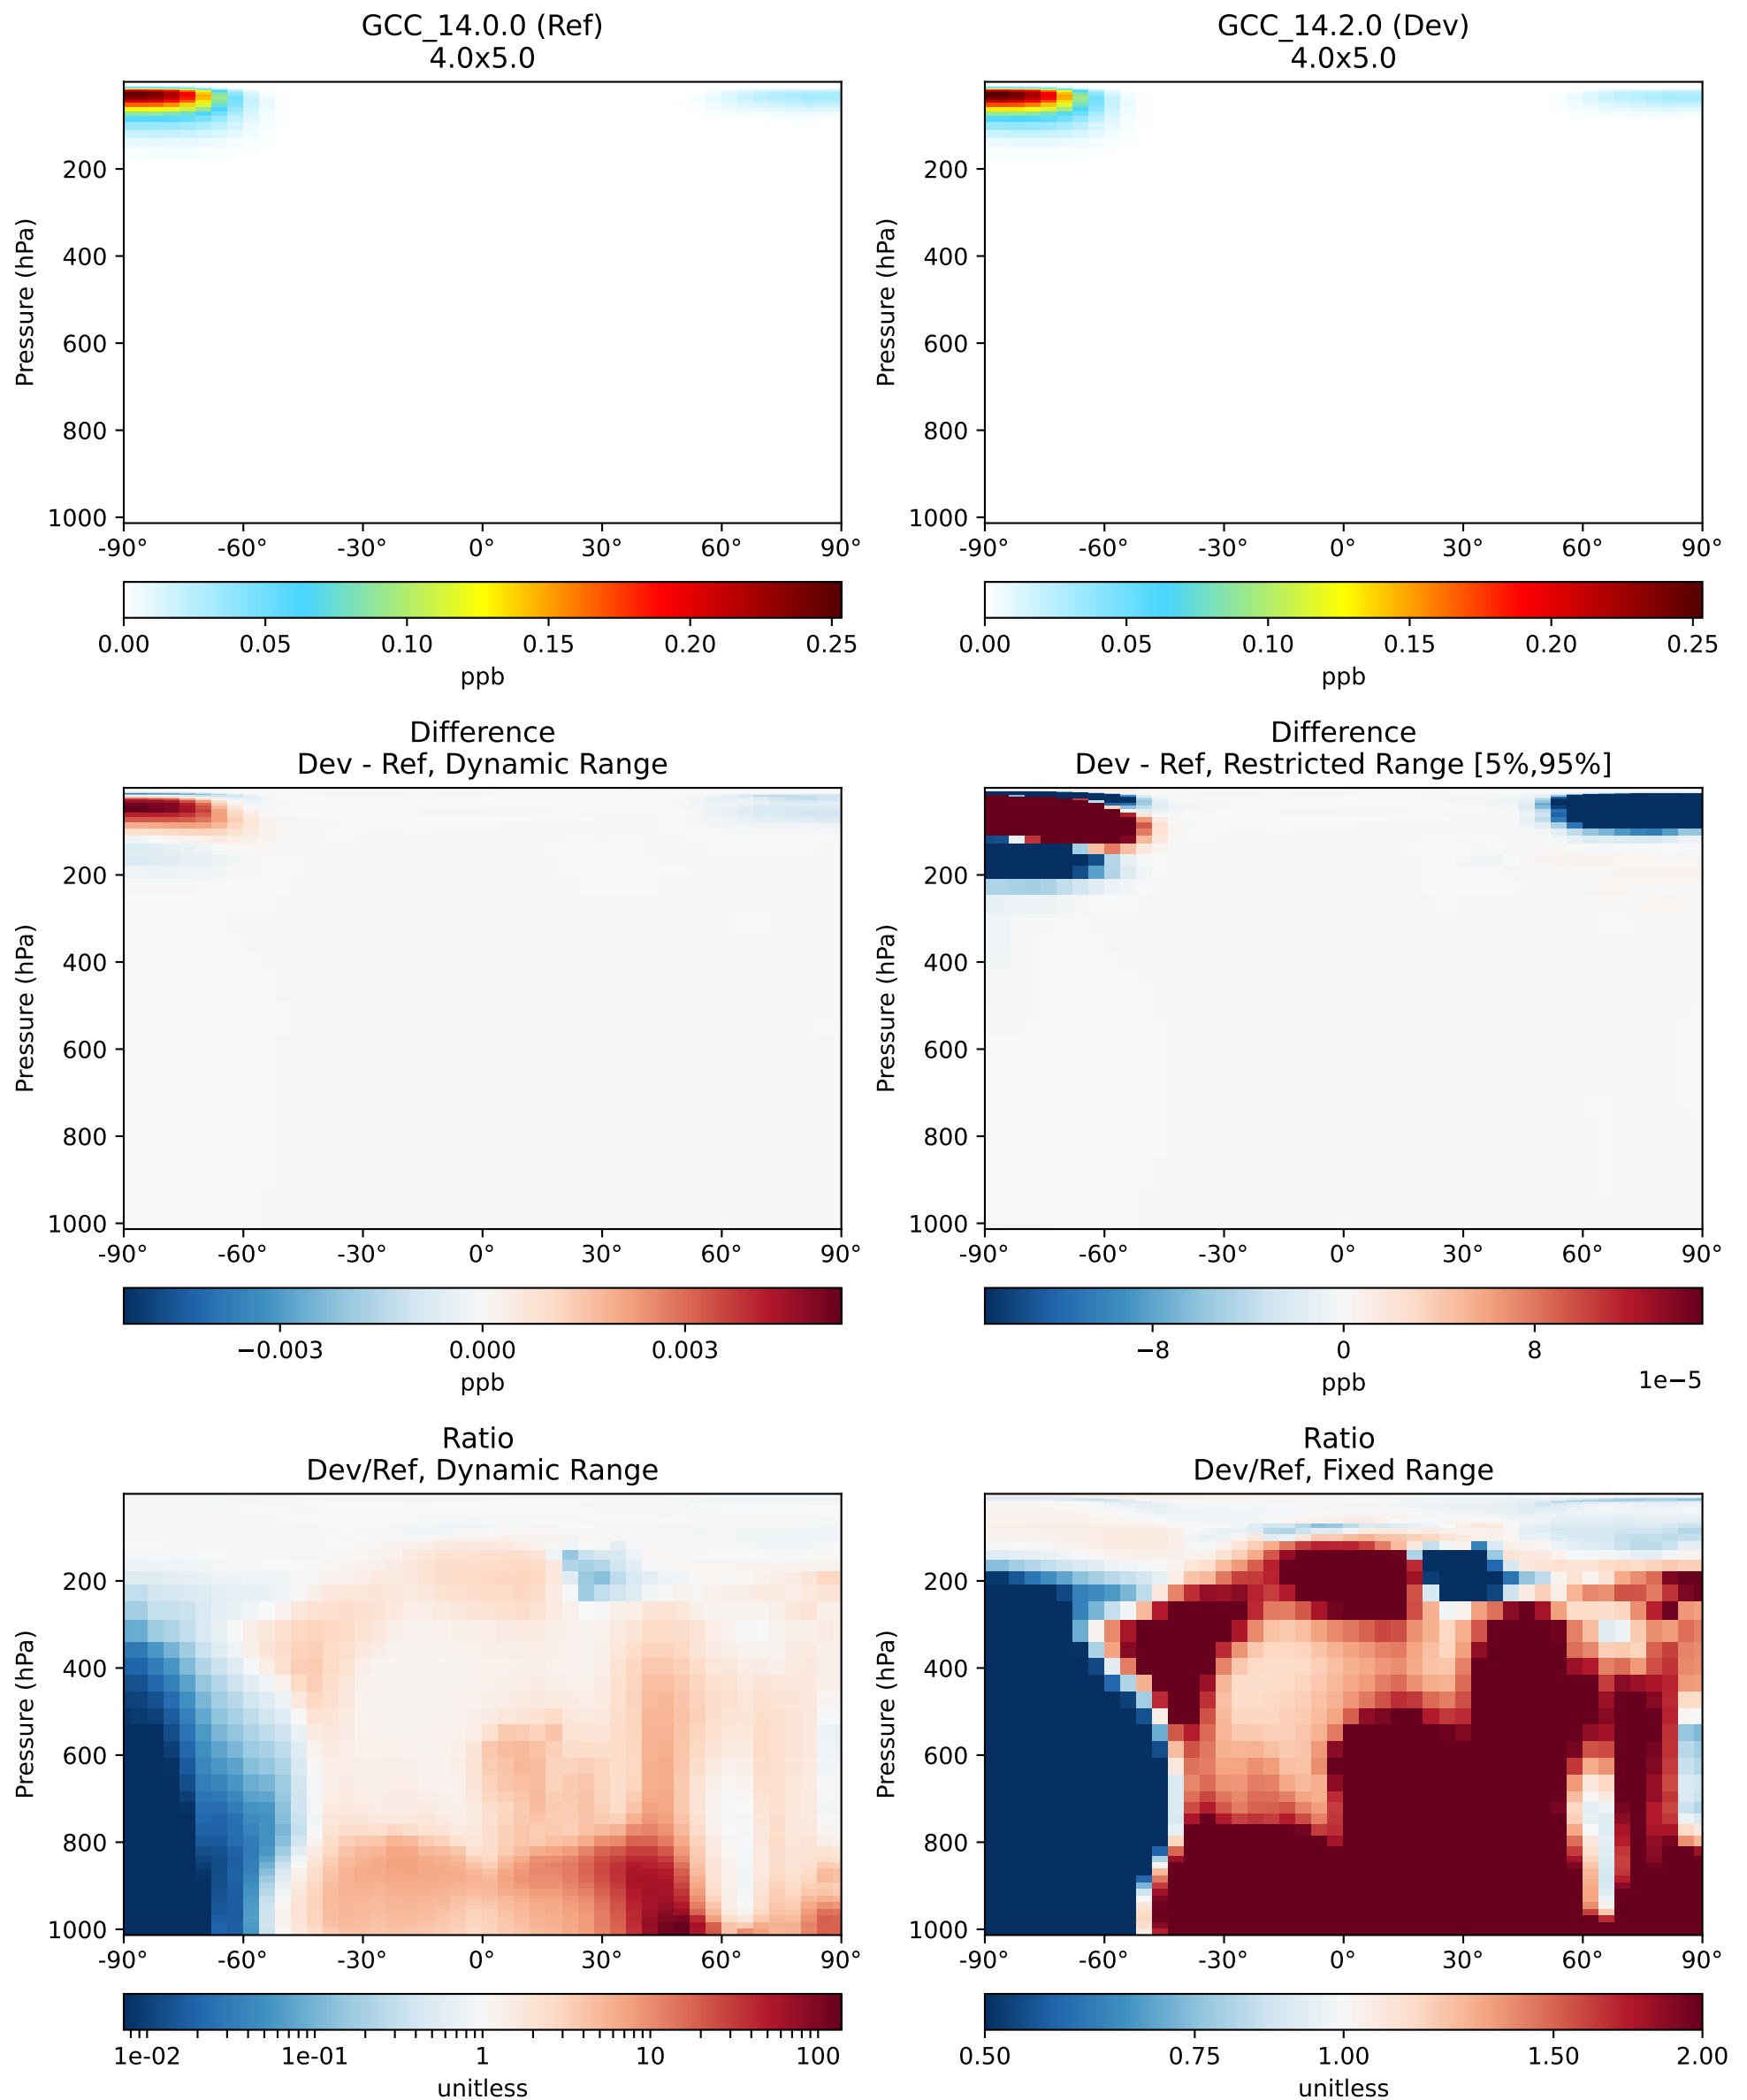 GCC_14.0.0 (Ref)
4.0x5.0
GCC_14.2.0 (Dev)
4.0x5.0
Pressure (hPa)
200
400
600
800
1000
-90° -60° -30° 0° 30° 60° 90°
0.00 0.05 0.10 0.15 0.20 0.25
ppb
Pressure (hPa)
200
400
600
800
1000
-90° -60° -30° 0° 30° 60° 90°
0.00 0.05 0.10 0.15 0.20 0.25
ppb
Difference
Dev - Ref, Dynamic Range
Pressure (hPa)
200
400
600
800
1000
-90° -60° -30° 0° 30° 60° 90°
−0.003 0.000 0.003
ppb
Difference
Dev - Ref, Restricted Range [5%,95%]
Pressure (hPa)
200
400
600
800
1000
-90° -60° -30° 0° 30° 60° 90°
−8 0 8
ppb
1e−5
Ratio
Dev/Ref, Dynamic Range
Pressure (hPa)
200
400
600
800
1000
-90° -60° -30° 0° 30° 60° 90°
1e-02 1e-01 1 10 100
unitless
Ratio
Dev/Ref, Fixed Range
Pressure (hPa)
200
400
600
800
1000
-90° -60° -30° 0° 30° 60° 90°
0.50 0.75 1.00 1.50 2.00
unitless